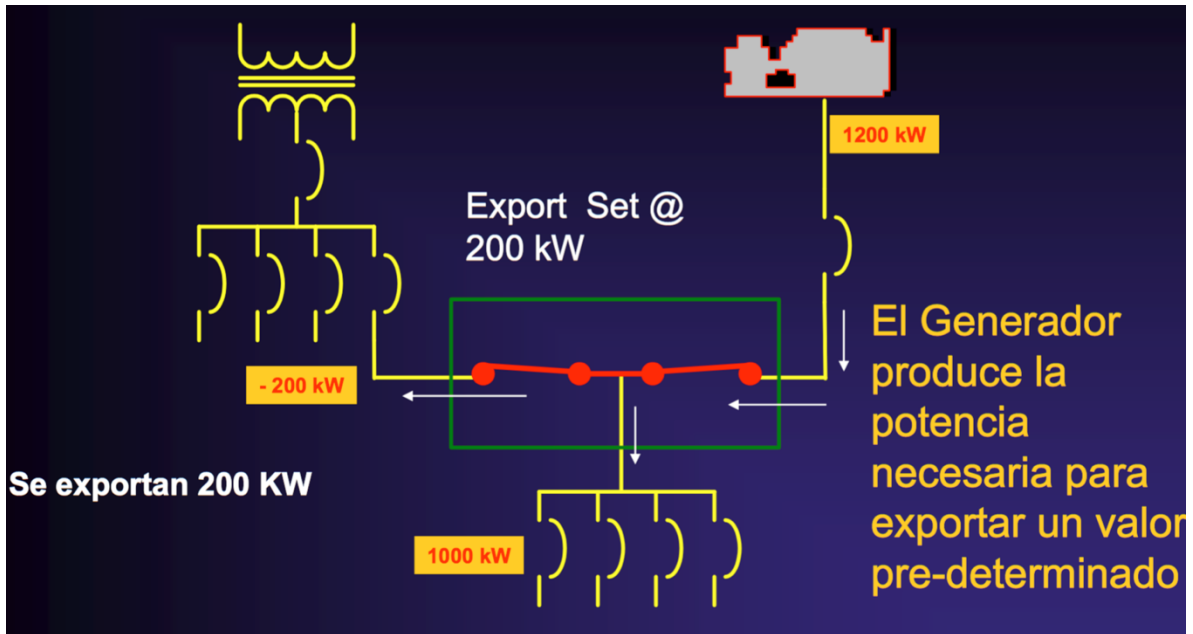 1200 kW
Export Set @
200 kW
El Generador
produce la
potencia
necesaria para
exportar un valor
pre-determinado
- 200 kW
Se exportan 200 KW
1000 kW